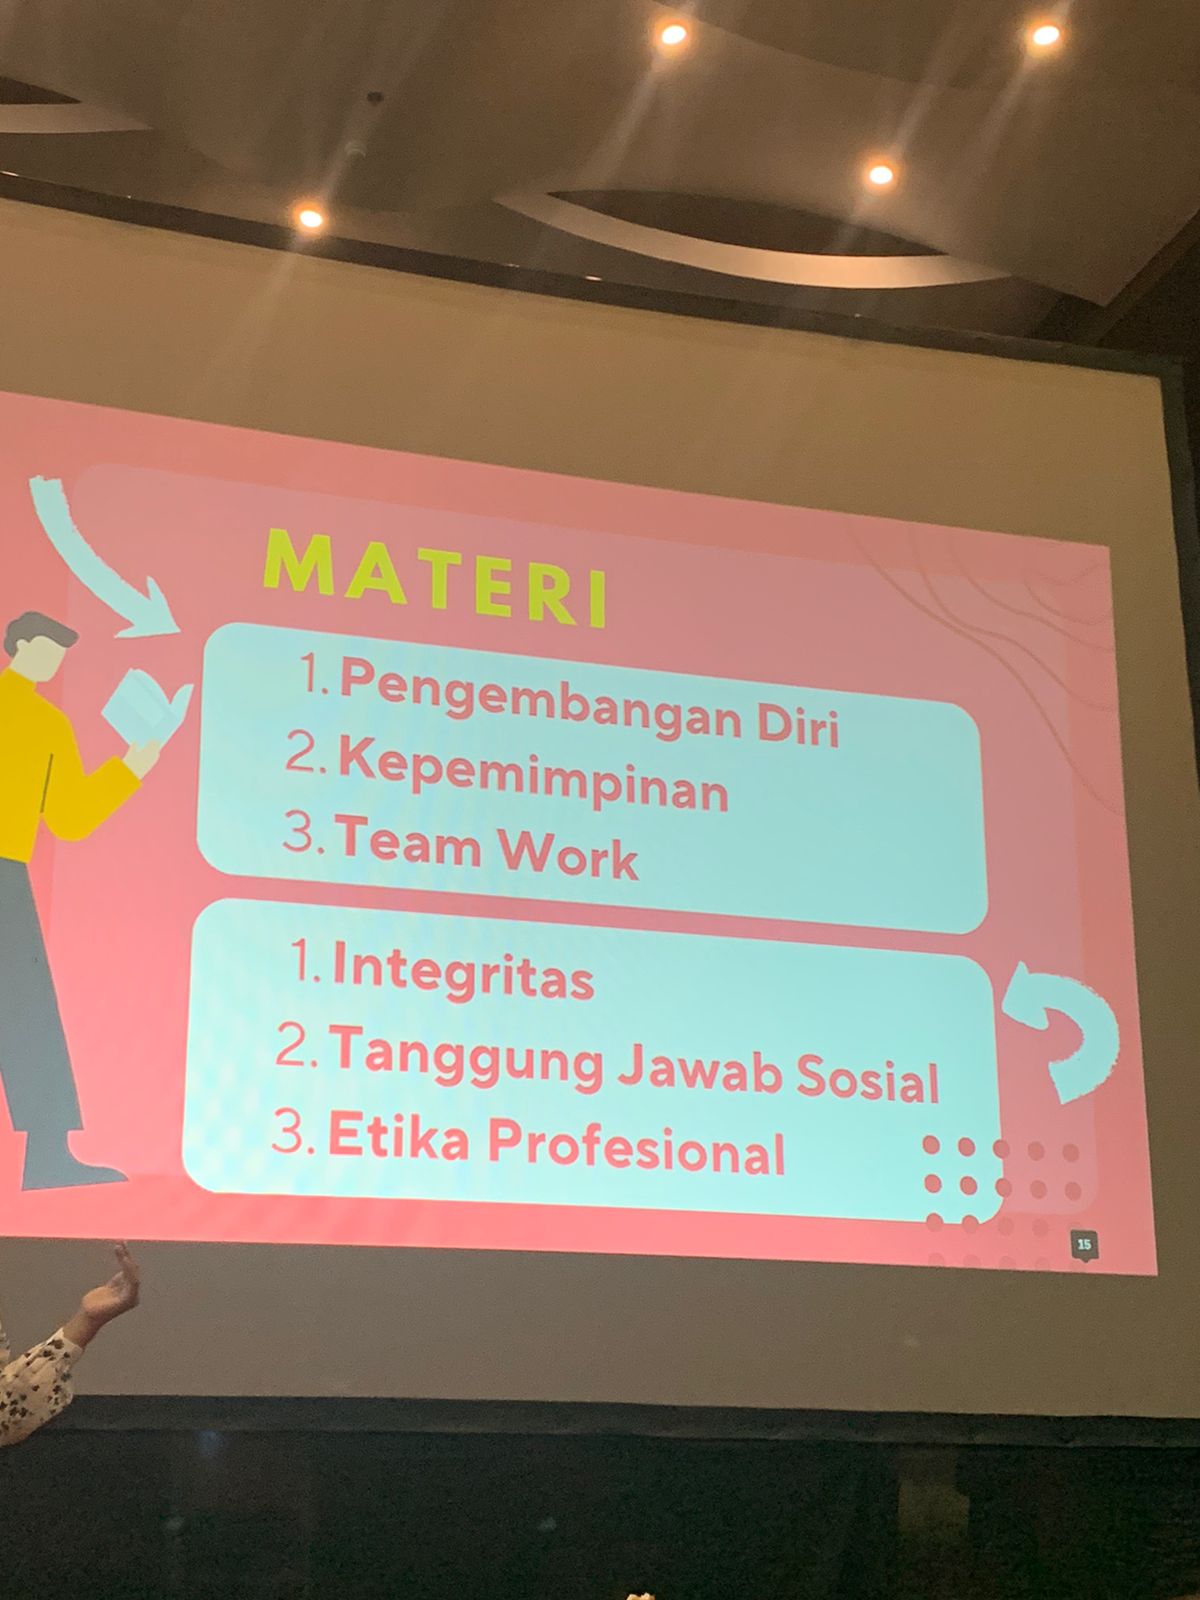 MATERI
1. Pengembangan Diri
2. Kepemimpinan
3. Team Work
1. Integritas
2. Tanggung Jawab Sosial
3. Etika Profesional
15